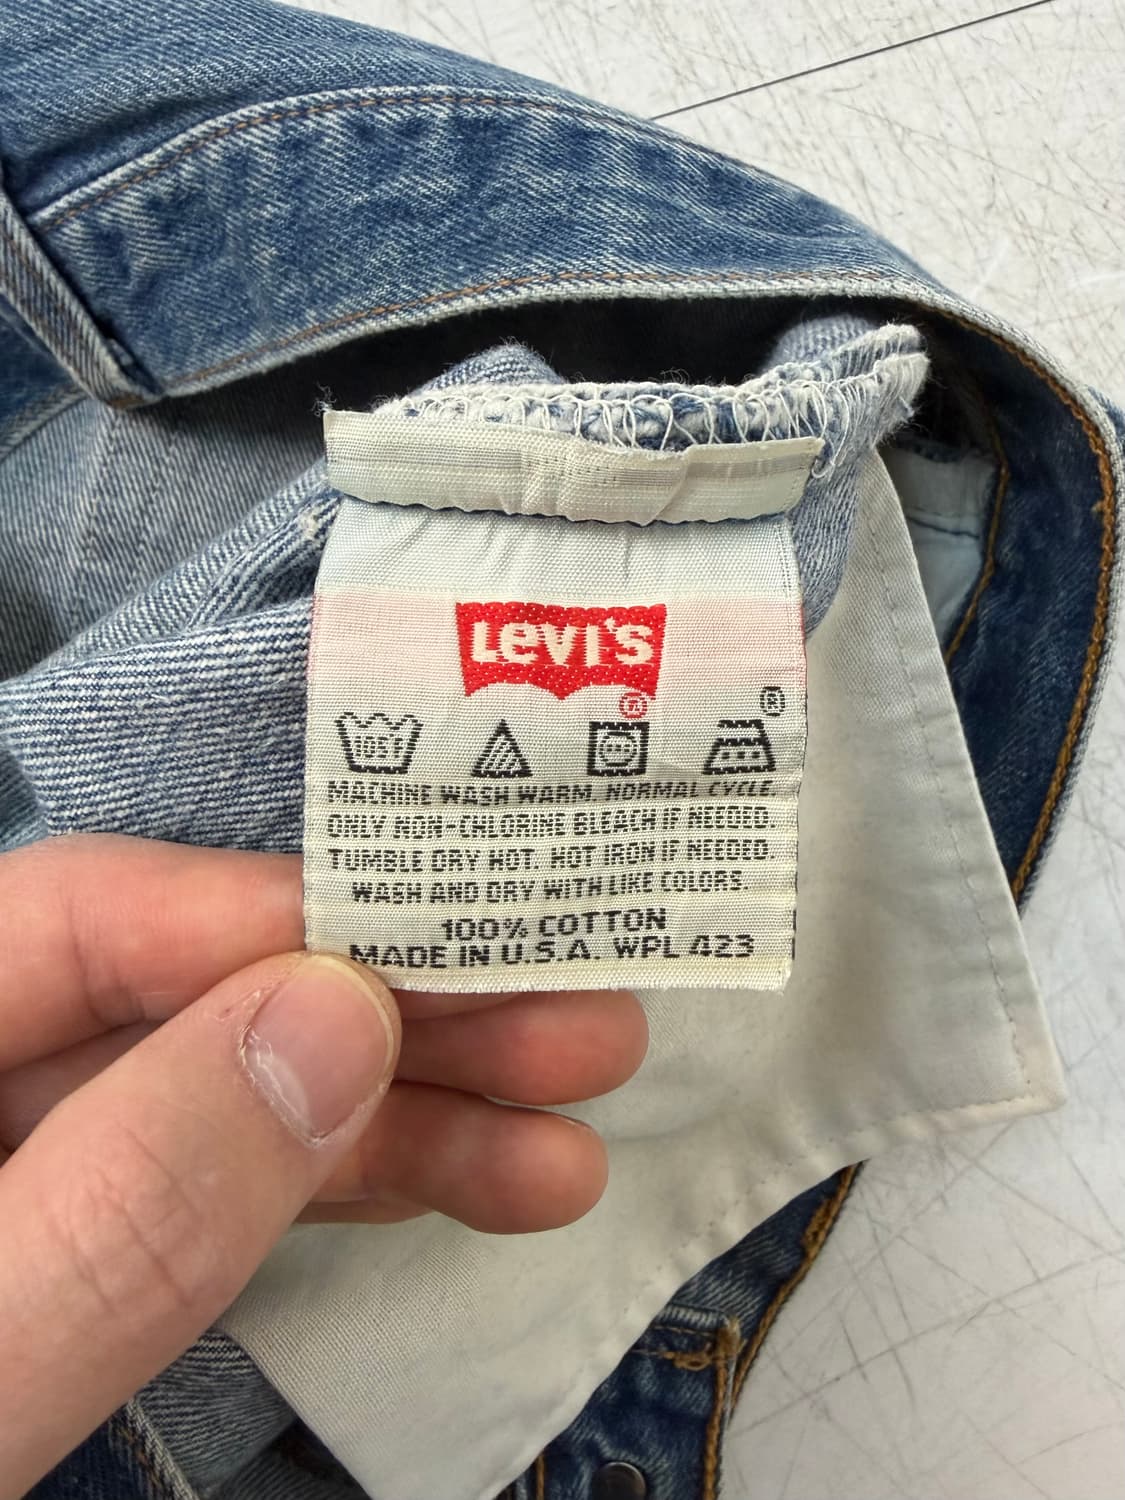 Levi's
®
®
105F
MACHINE WASH WARM. NORMAL CYCLE.
ONLY NON-CHLORINE BLEACH IF NEEDED.
TUMBLE DRY HOT. HOT IRON IF NEEDED.
WASH AND DRY WITH LIKE COLORS.
100% COTTON
MADE IN U.S.A. WPL 423